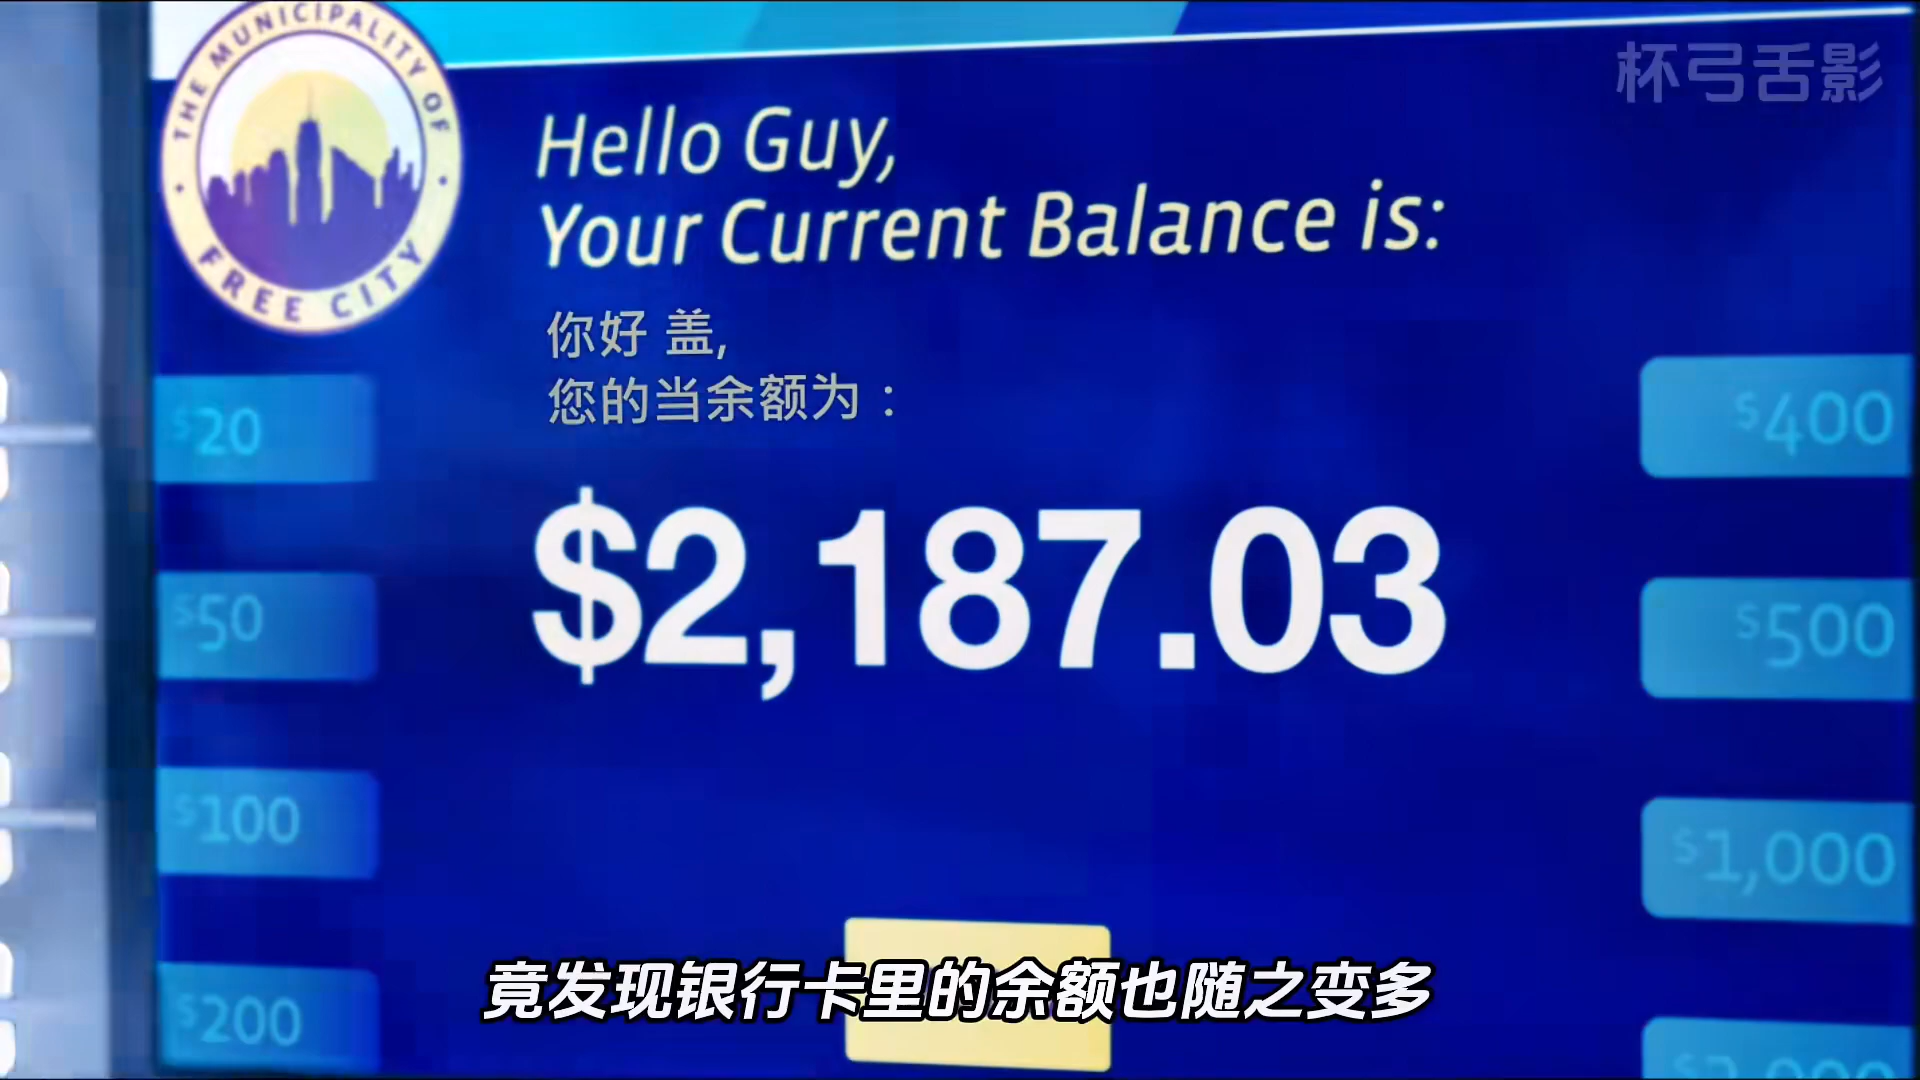 THE MUNICIPALITY OF
FREE CITY
杯弓舌影
Hello Guy,
Your Current Balance is:
你好 盖,
您的当余额为：
$20
$400
$2,187.03
$50
$500
$100
$1,000
$200
竟发现银行卡里的余额也随之变多